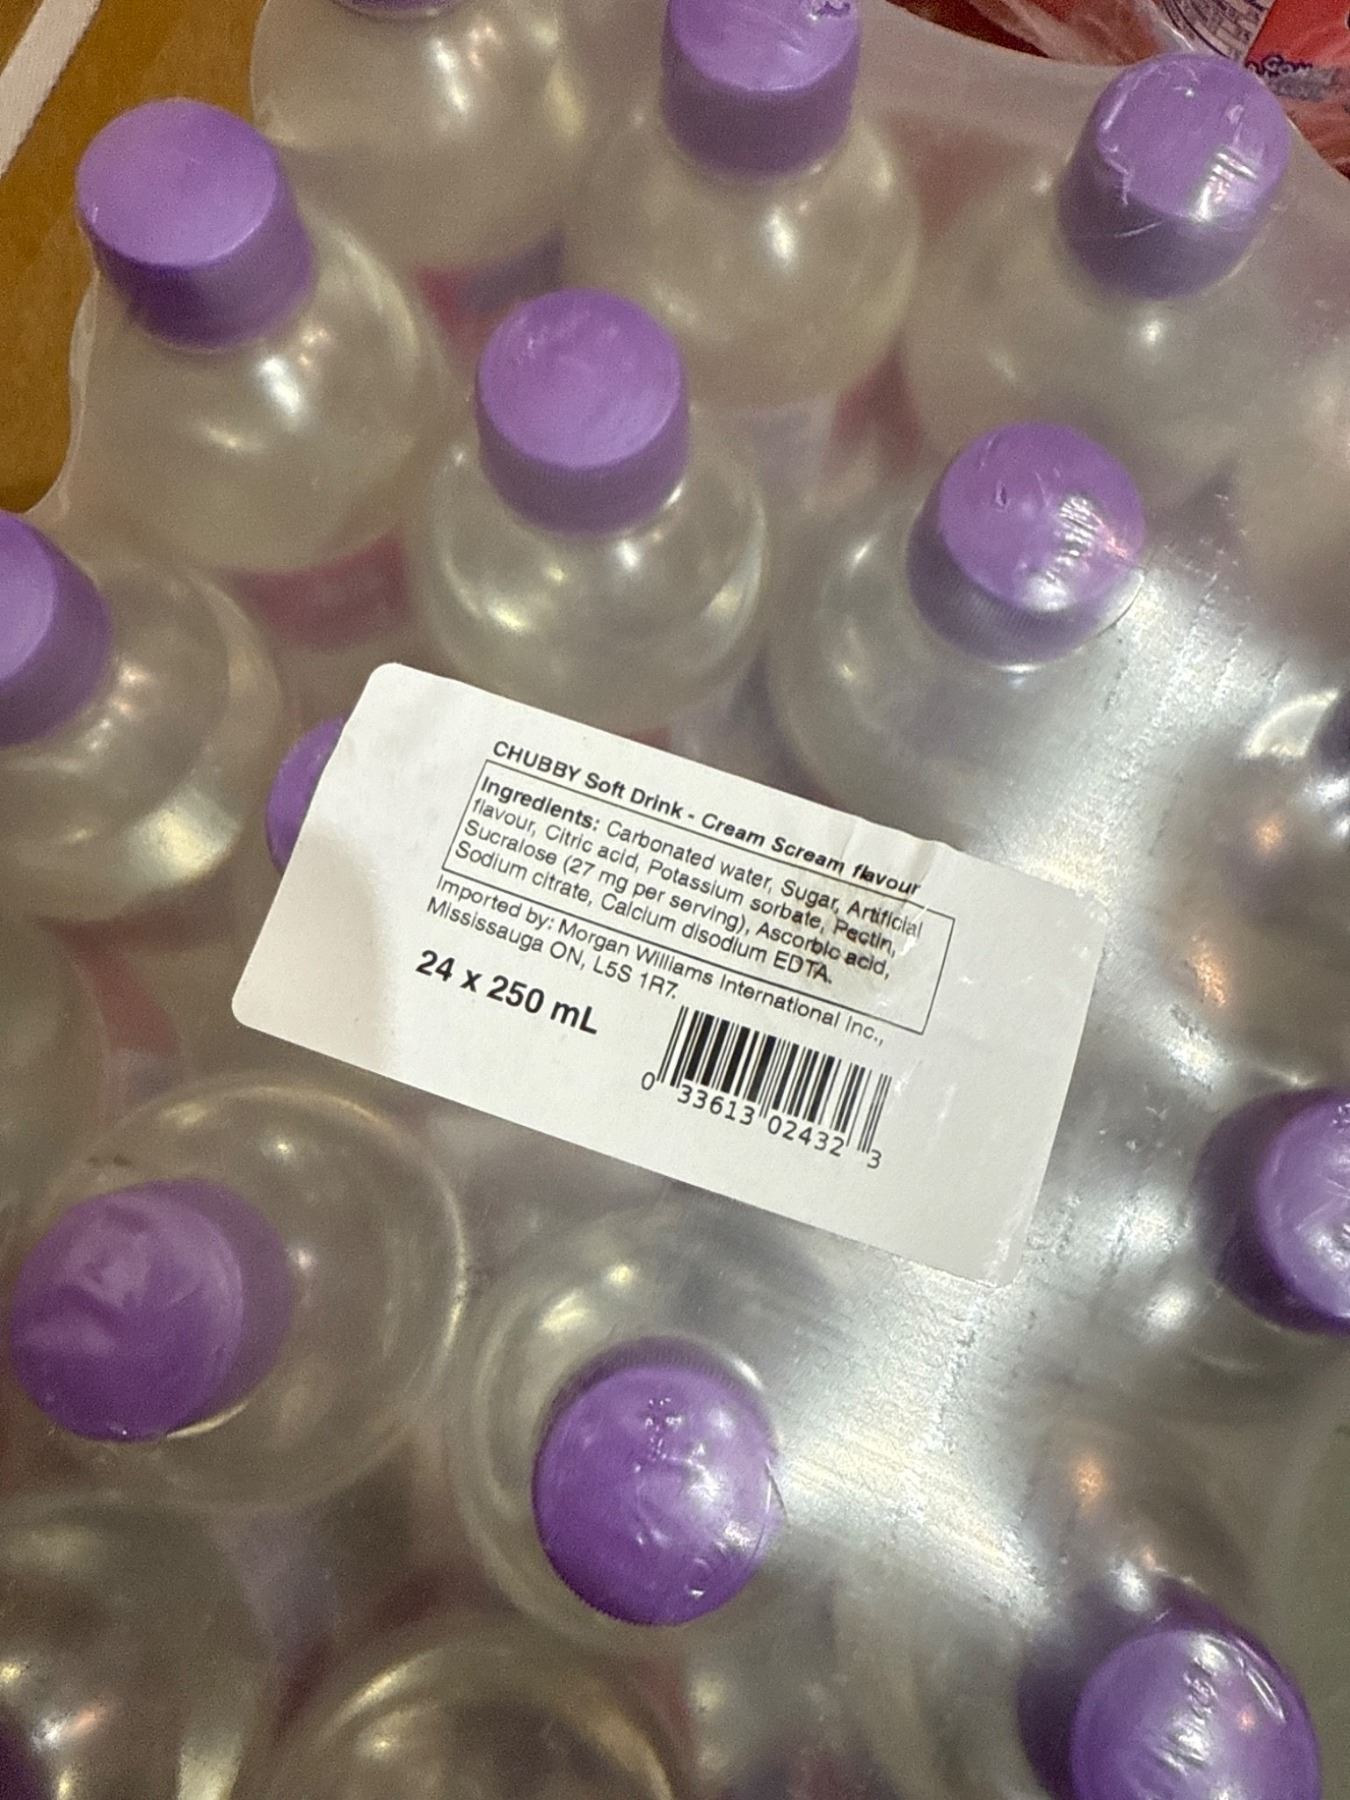 CHUBBY Soft Drink - Cream Scream flavour
Ingredients: Carbonated water, Sugar, Artificial
flavour, Citric acid, Potassium sorbate, Pectin,
Sucralose (27 mg per serving), Ascorbic acid,
Sodium citrate, Calcium disodium EDTA.
Imported by: Morgan Williams International Inc.,
Mississauga ON, L5S 1R7.
24 x 250 mL
0 33613 02432 3